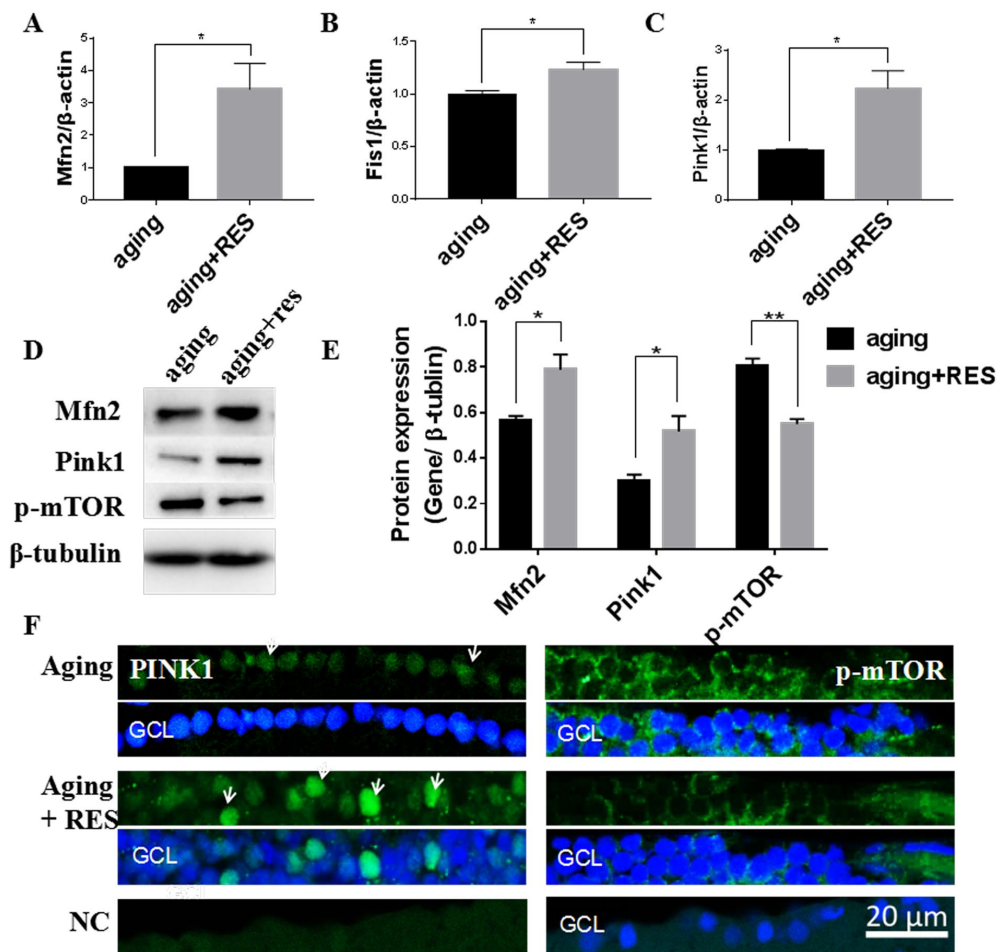 A
Mfn2/β-actin
5
4
3
2
1
0
*
aging
aging+RES
B
Fis1/β-actin
1.5
1.0
0.5
0.0
*
aging
aging+RES
C
Pink1/β-actin
3
2
1
0
*
aging
aging+RES
D
aging
aging+res
Mfn2
Pink1
p-mTOR
β-tubulin
E
Protein expression
(Gene/ β-tublin)
1.0
0.8
0.6
0.4
0.2
0.0
*
*
**
Mfn2
Pink1
p-mTOR
aging
aging+RES
F
Aging
PINK1
p-mTOR
GCL
GCL
Aging
+ RES
GCL
GCL
NC
GCL
20 μm